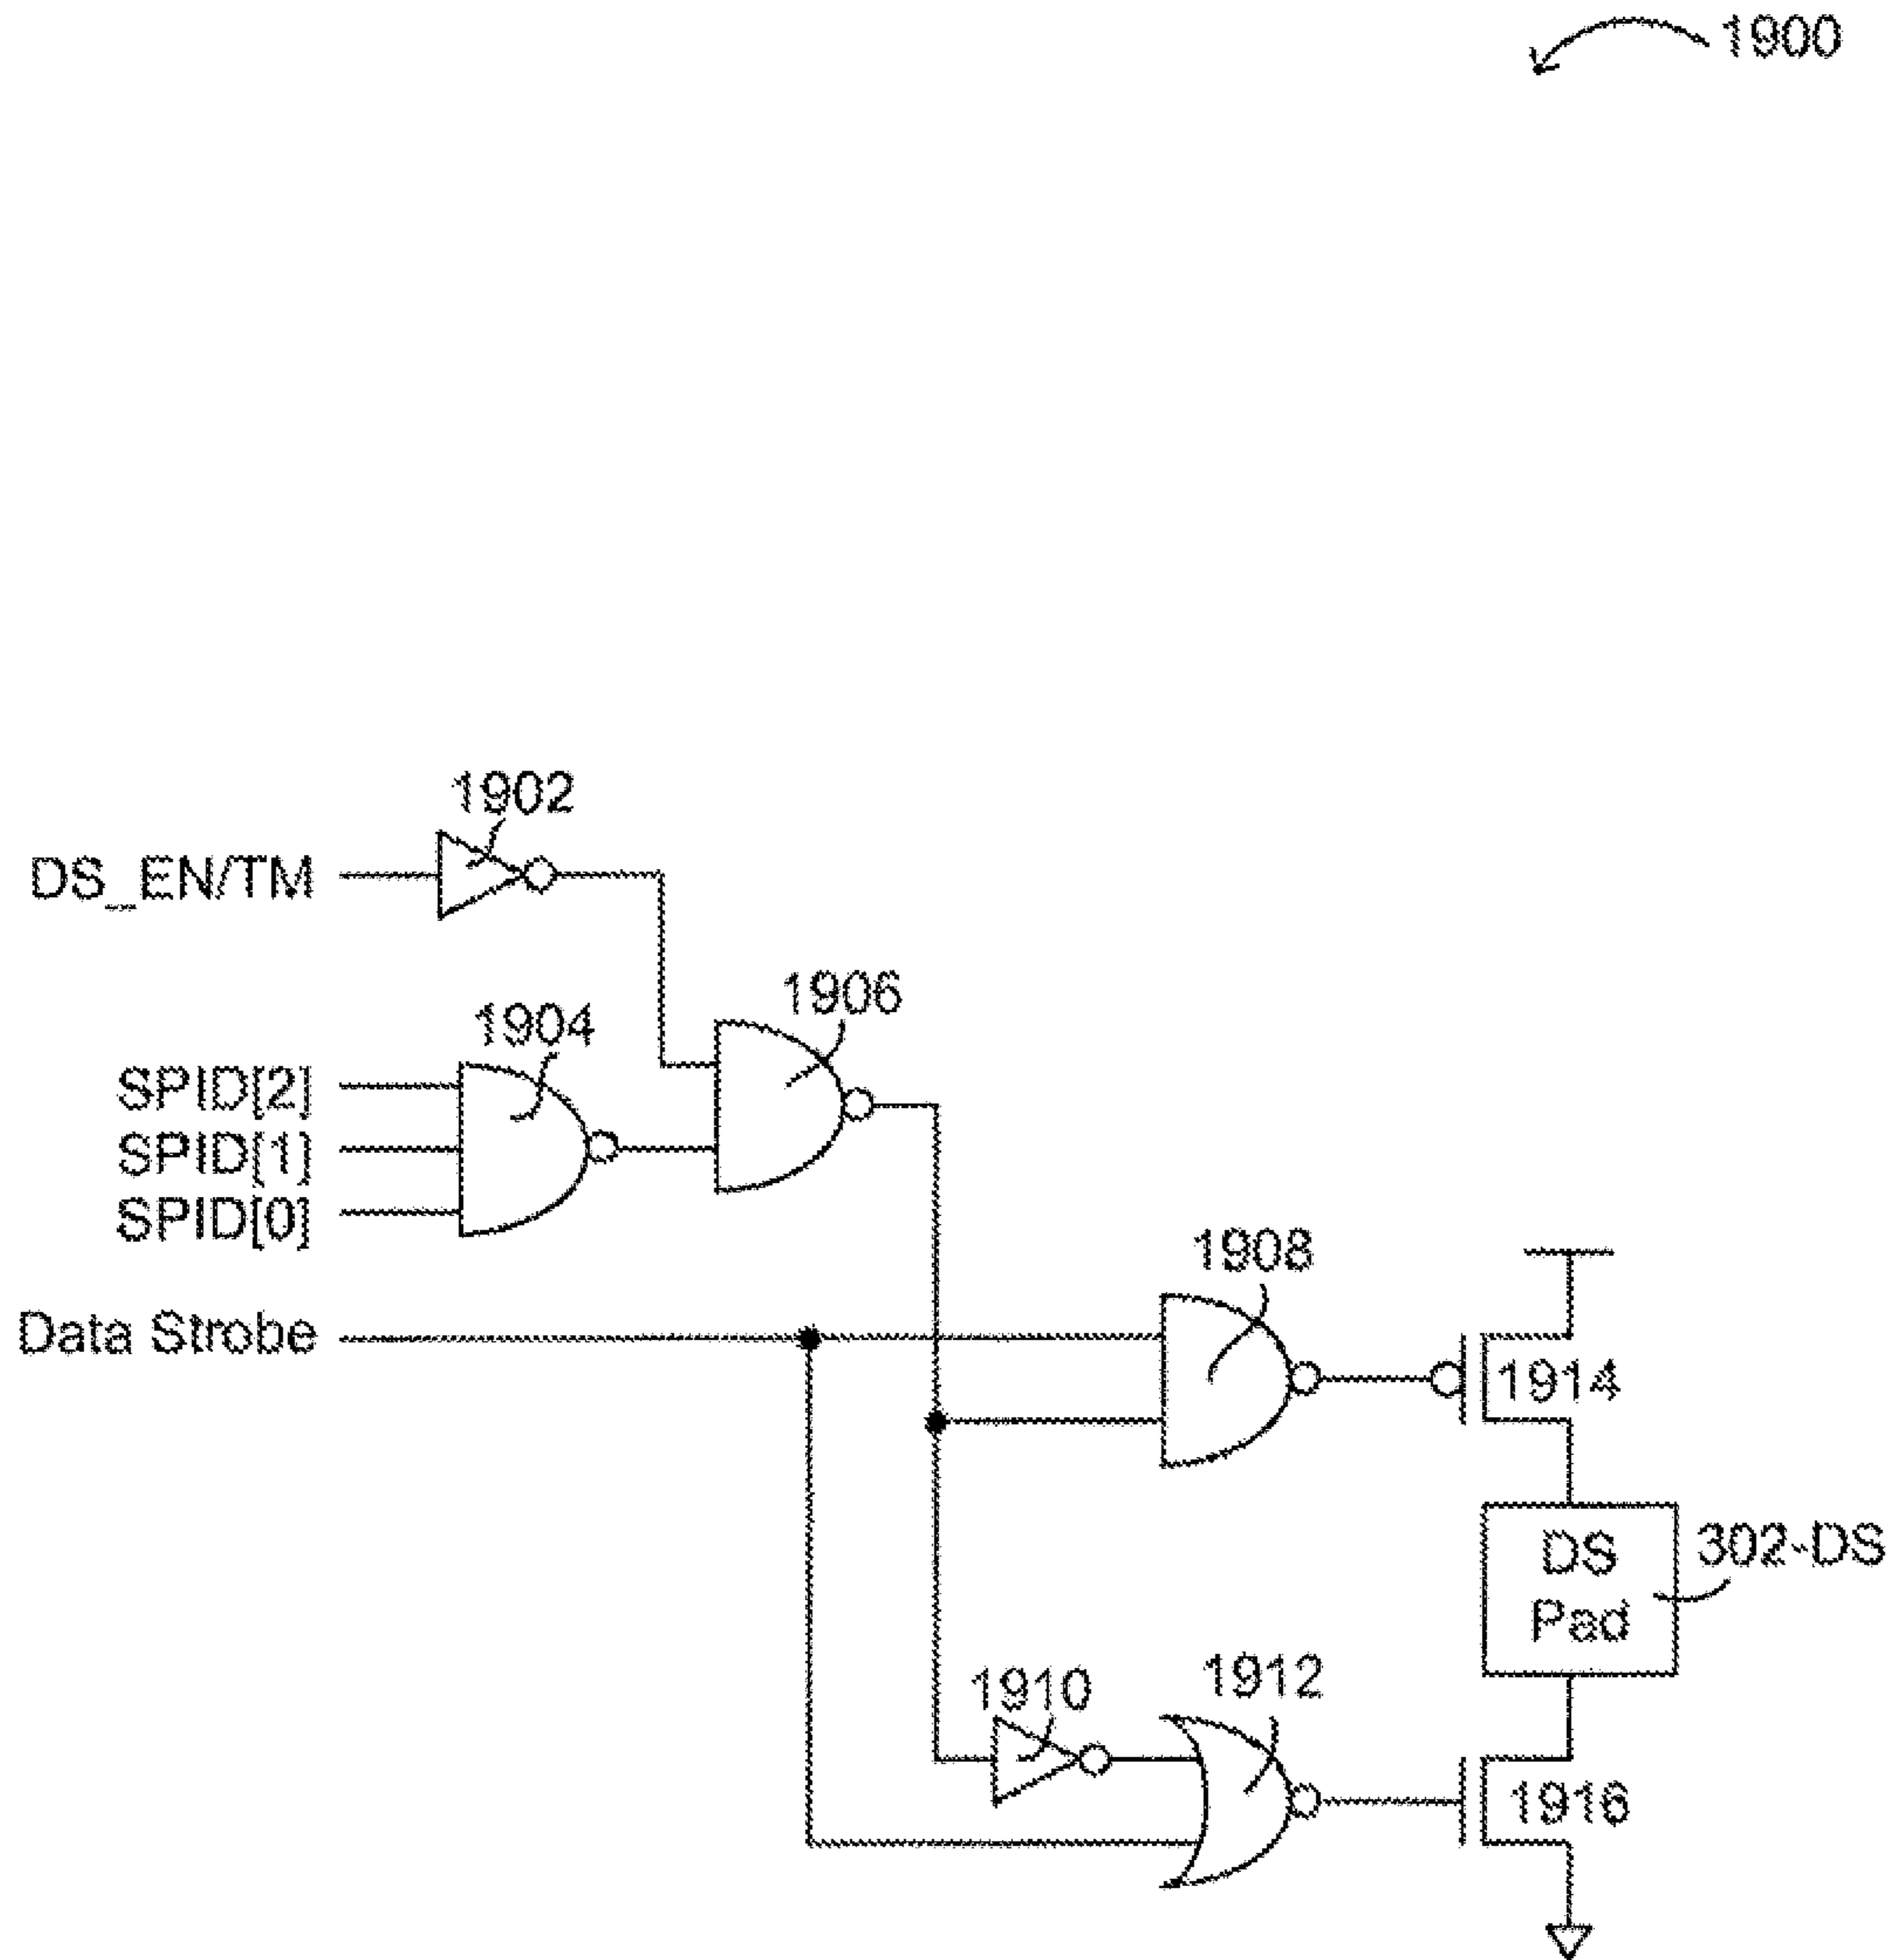 1900
1902
DS_EN/TM
1906
1904
SPID[2]
SPID[1]
SPID[0]
1908
Data Strobe
1914
DS
Pad
302-DS
1910
1912
1916